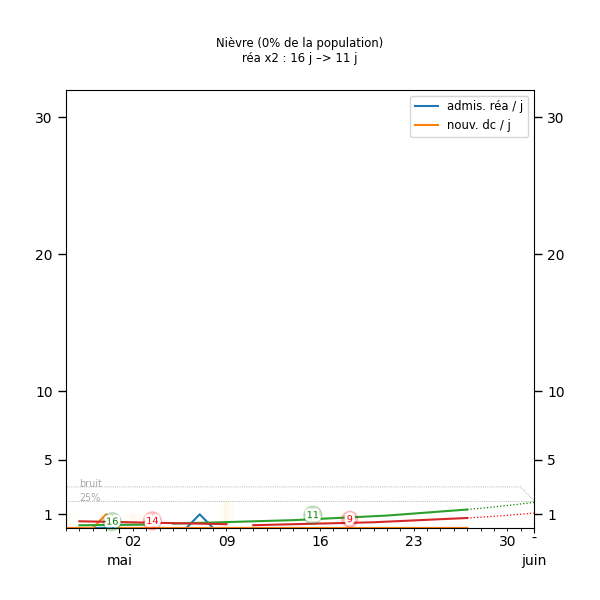 Nièvre (0% de la population)
réa x2 : 16 j –> 11 j
admis. réa / j
nouv. dc / j
30 30
20 20
10 10
5 5
bruit
25%
1 1
16 14 11 9
02 09 16 23 30
mai juin